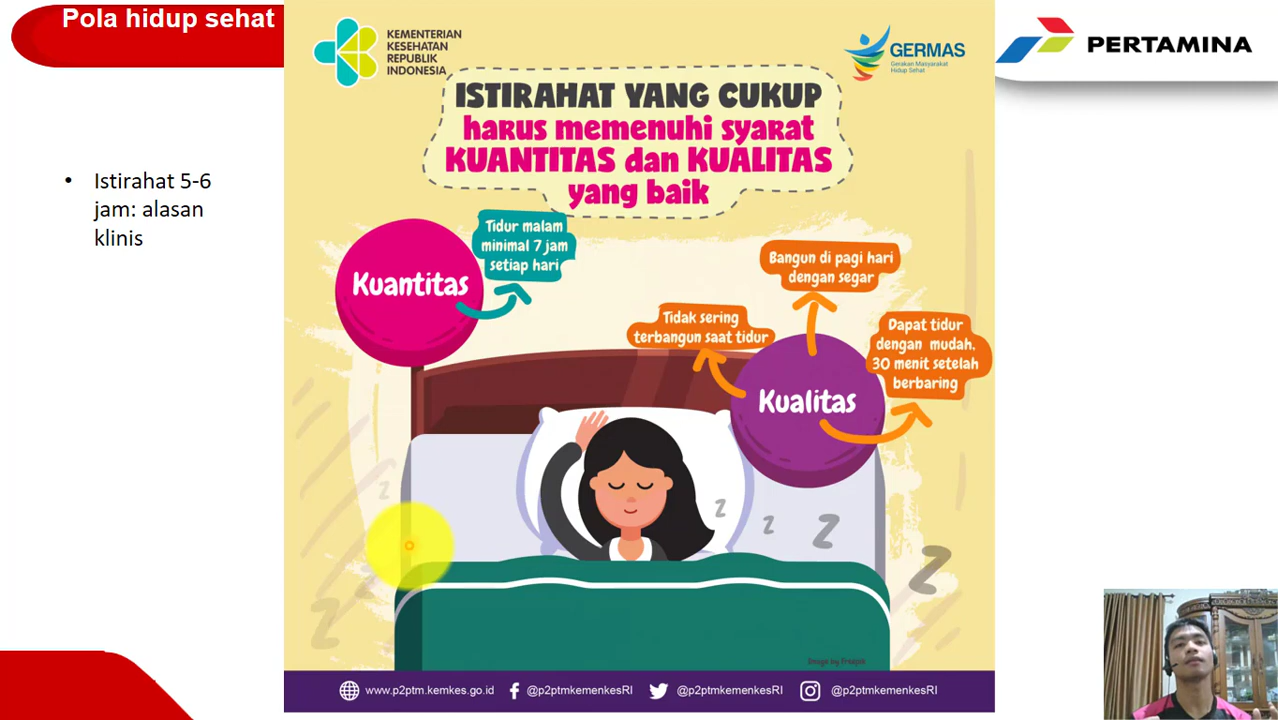 Pola hidup sehat
KEMENTERIAN
KESEHATAN
REPUBLIK
INDONESIA
GERMAS
Gerakan Masyarakat
Hidup Sehat
PERTAMINA
ISTIRAHAT YANG CUKUP
harus memenuhi syarat
KUANTITAS dan KUALITAS
yang baik
• Istirahat 5-6
jam: alasan
klinis
Kuantitas
Tidur malam
minimal 7 jam
setiap hari
Bangun di pagi hari
dengan segar
Tidak sering
terbangun saat tidur
Dapat tidur
dengan mudah,
30 menit setelah
berbaring
Kualitas
z
z
z
z
Z
Z
Z
Design by Freepik
www.p2ptm.kemkes.go.id
@p2ptmkemenkesRI
@p2ptmkemenkesRI
@p2ptmkemenkesRI